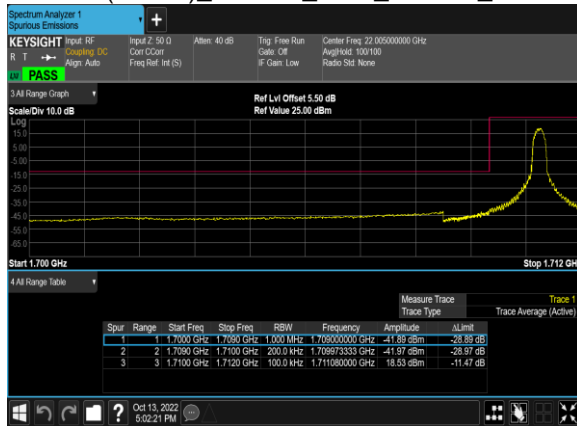 Spectrum Analyzer 1
Spurious Emissions
+
KEYSIGHT Input: RF Input Z: 50 Ω Atten: 40 dB Trig: Free Run Center Freq: 22.005000000 GHz
R T Coupling: DC Corr CCorr Gate: Off Avg|Hold: 100/100
Align: Auto Freq Ref: Int (S) IF Gain: Low Radio Std: None
PASS
3 All Range Graph
Ref Lvl Offset 5.50 dB
Scale/Div 10.0 dB Ref Value 25.00 dBm
Log
15.0
5.00
-5.00
-15.0
-25.0
-35.0
-45.0
-55.0
-65.0
Start 1.700 GHz Stop 1.712 GH
4 All Range Table
Measure Trace Trace 1
Trace Type Trace Average (Active)
Spur Range Start Freq Stop Freq RBW Frequency Amplitude ΔLimit
1 1 1.7000 GHz 1.7090 GHz 1.000 MHz 1.709000000 GHz -41.89 dBm -28.89 dB
2 2 1.7090 GHz 1.7100 GHz 200.0 kHz 1.709973333 GHz -41.97 dBm -28.97 dB
3 3 1.7100 GHz 1.7120 GHz 100.0 kHz 1.711080000 GHz 18.53 dBm -11.47 dB
? Oct 13, 2022
5:02:21 PM